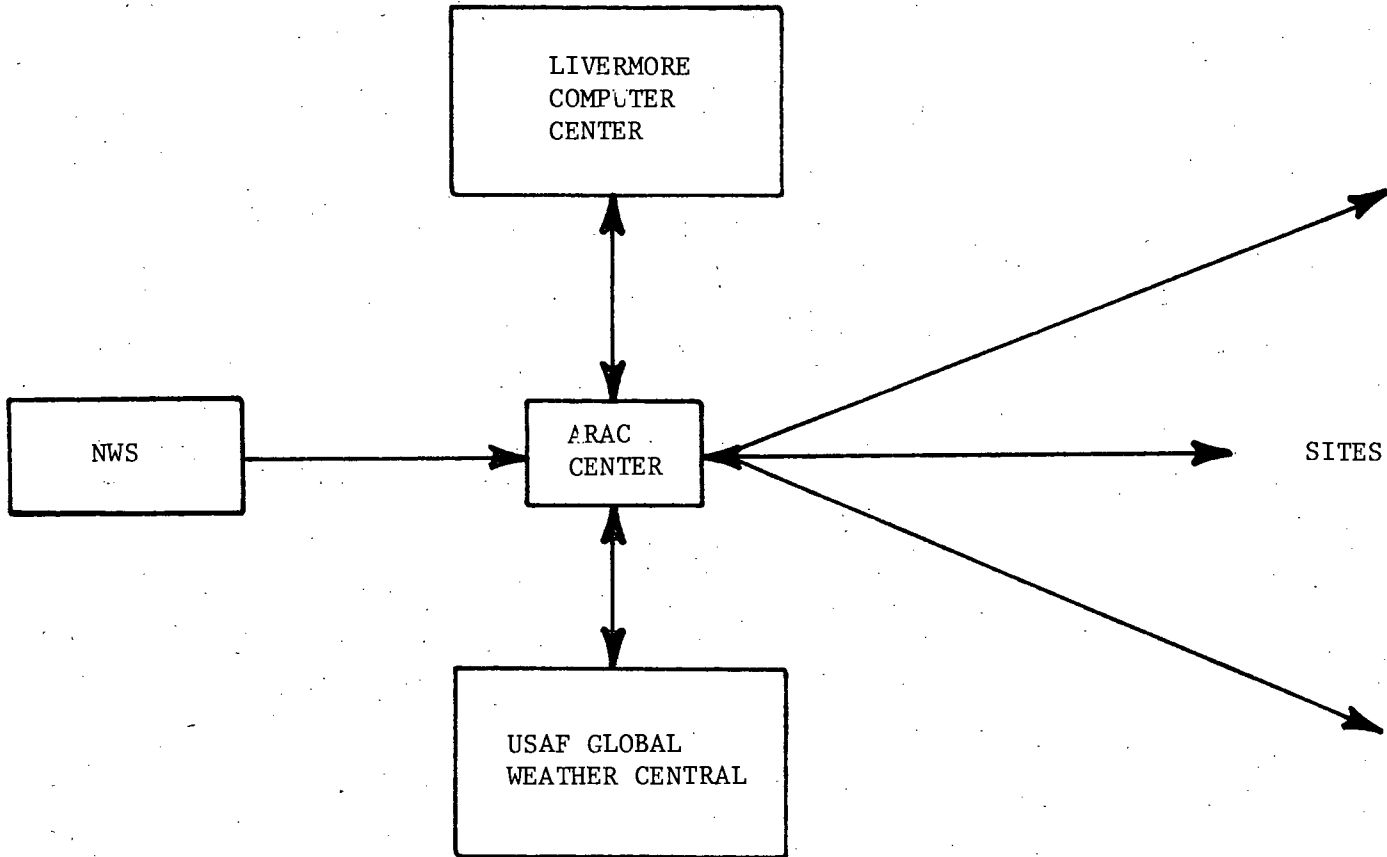 LIVERMORE
COMPUTER
CENTER
NWS
ARAC
CENTER
SITES
USAF GLOBAL
WEATHER CENTRAL